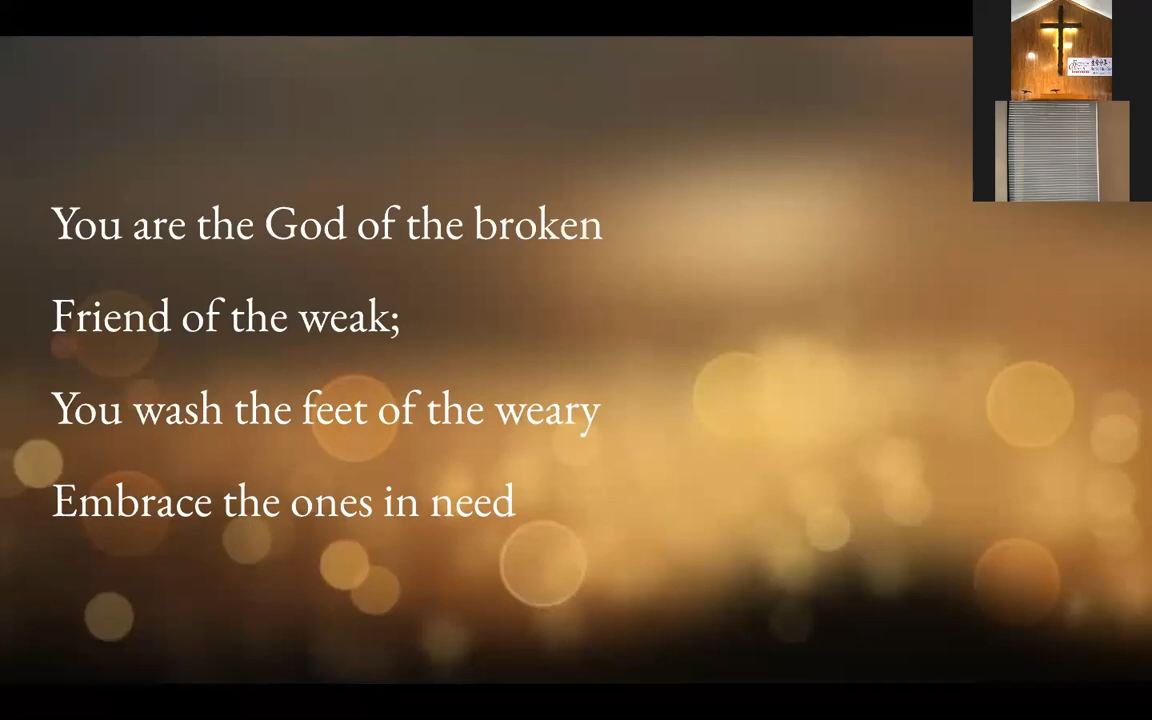 You are the God of the broken
Friend of the weak;
You wash the feet of the weary
Embrace the ones in need